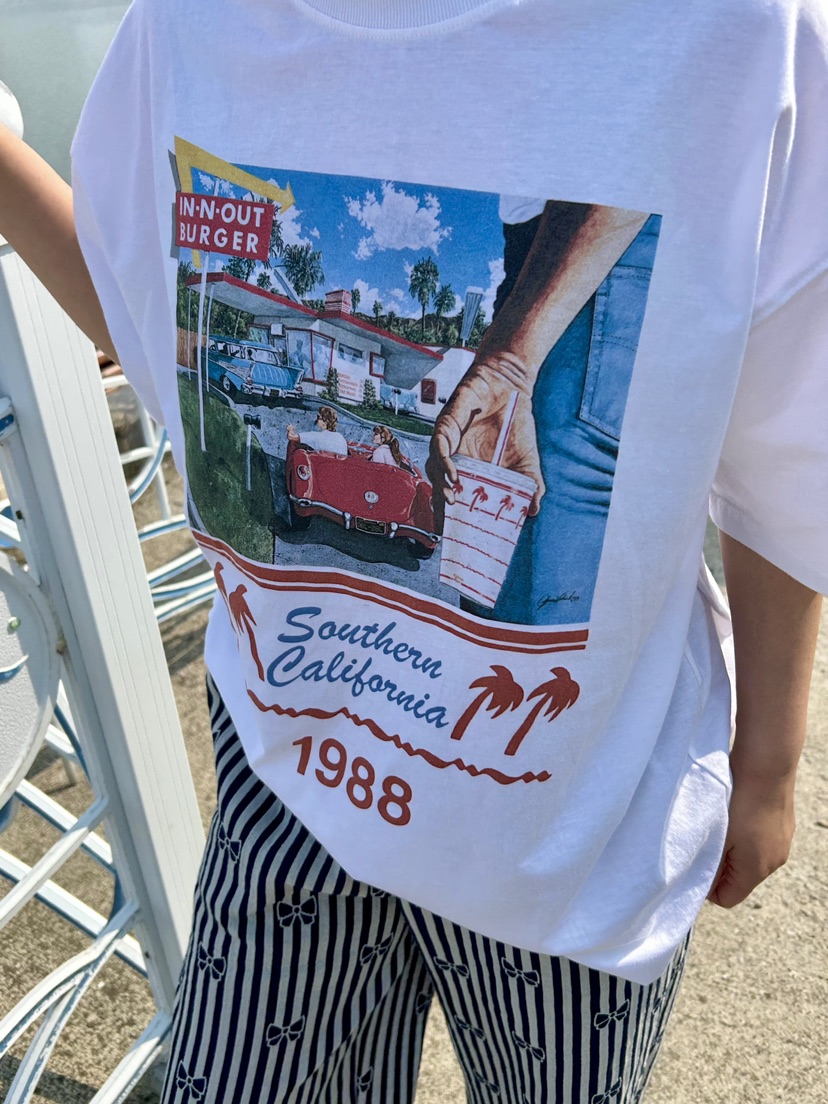 IN-N-OUT
BURGER
Southern
California
1988